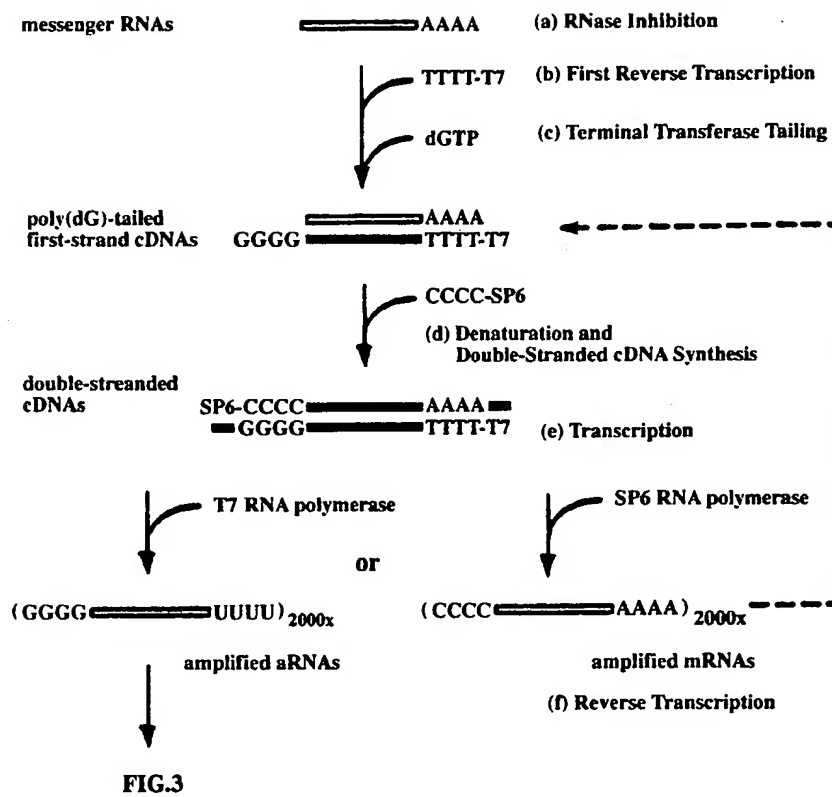 messenger RNAs AAAA (a) RNase Inhibition
TTTT-T7 (b) First Reverse Transcription
dGTP (c) Terminal Transferase Tailing
poly(dG)-tailed
first-strand cDNAs
AAAA
GGGG TTTT-T7
CCCC-SP6
(d) Denaturation and
Double-Stranded cDNA Synthesis
double-streanded
cDNAs
SP6-CCCC AAAA
GGGG TTTT-T7
(e) Transcription
T7 RNA polymerase
SP6 RNA polymerase
or
(GGGG UUUU)2000x
(CCCC AAAA)2000x
amplified aRNAs
amplified mRNAs
(f) Reverse Transcription
FIG.3